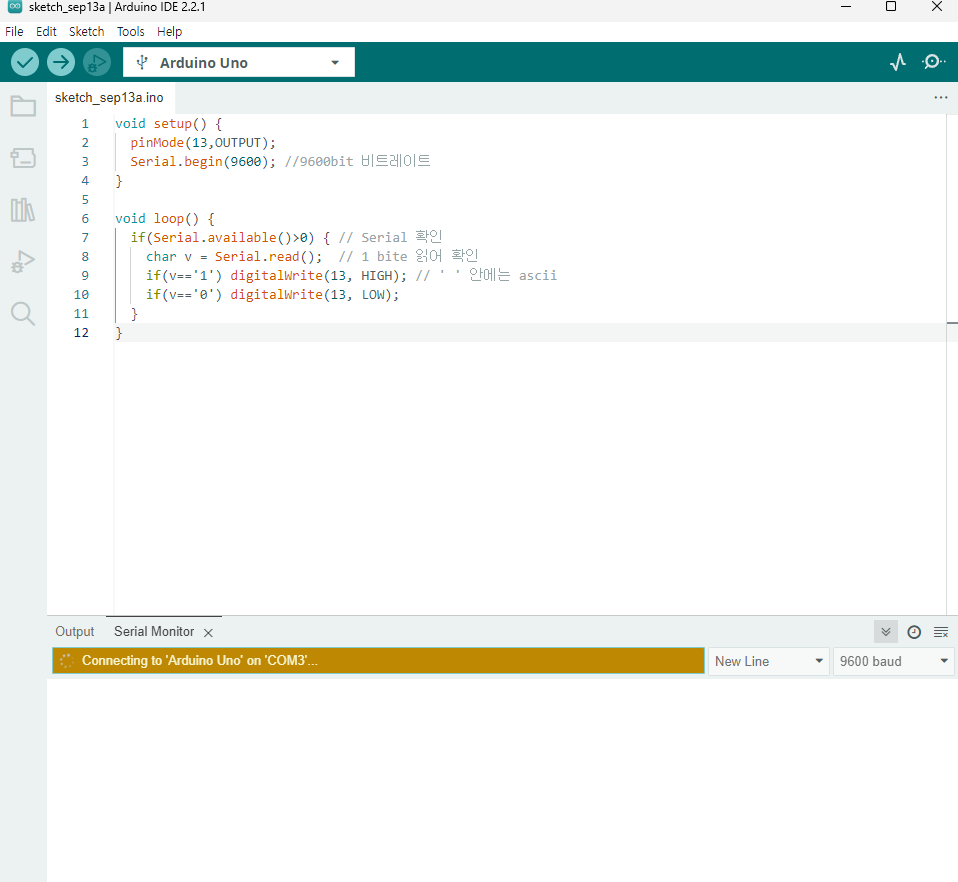 sketch_sep13a | Arduino IDE 2.2.1
File Edit Sketch Tools Help
Arduino Uno
sketch_sep13a.ino
1 void setup() {
2 pinMode(13,OUTPUT);
3 Serial.begin(9600); //9600bit 비트레이트
4 }
5
6 void loop() {
7 if(Serial.available()>0) { // Serial 확인
8 char v = Serial.read(); // 1 bite 읽어 확인
9 if(v=='1') digitalWrite(13, HIGH); // ' ' 안에는 ascii
10 if(v=='0') digitalWrite(13, LOW);
11 }
12 }
Output Serial Monitor
Connecting to 'Arduino Uno' on 'COM3'... New Line 9600 baud